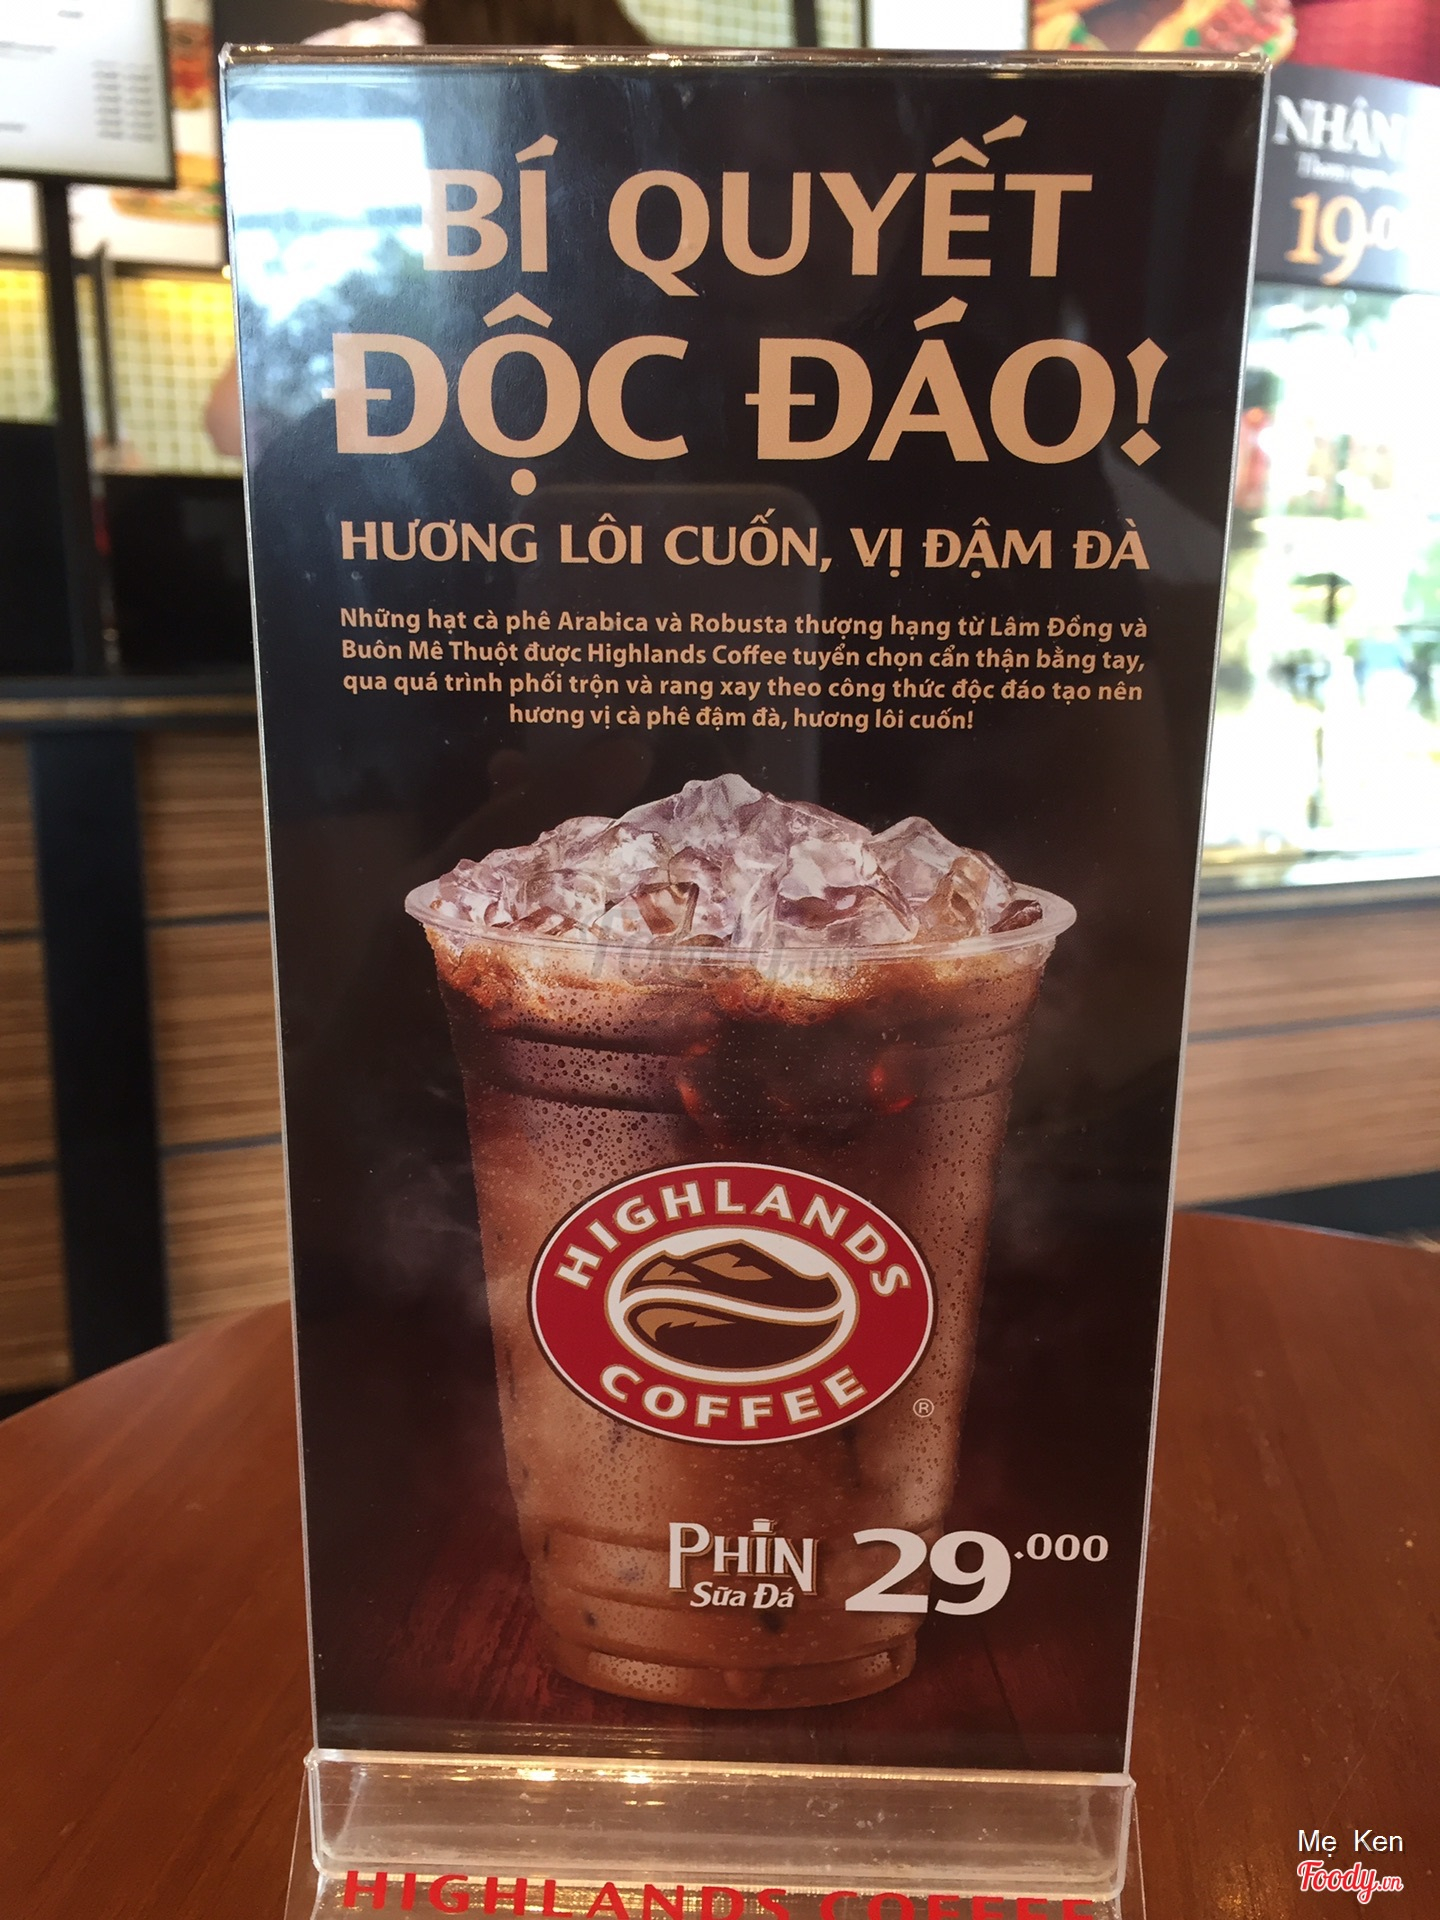 BÍ QUYẾT
ĐỘC ĐÁO!
HƯƠNG LÔI CUỐN, VỊ ĐẬM ĐÀ
Những hạt cà phê Arabica và Robusta thượng hạng từ Lâm Đồng và
Buôn Mê Thuột được Highlands Coffee tuyển chọn cẩn thận bằng tay,
qua quá trình phối trộn và rang xay theo công thức độc đáo tạo nên
hương vị cà phê đậm đà, hương lôi cuốn!
HIGHLANDS
COFFEE
®
PHIN
Sữa Đá
29.000
HIGHLANDS COFFEE
NHÂN
19.0
Foody.vn
Mẹ Ken
Foody.vn